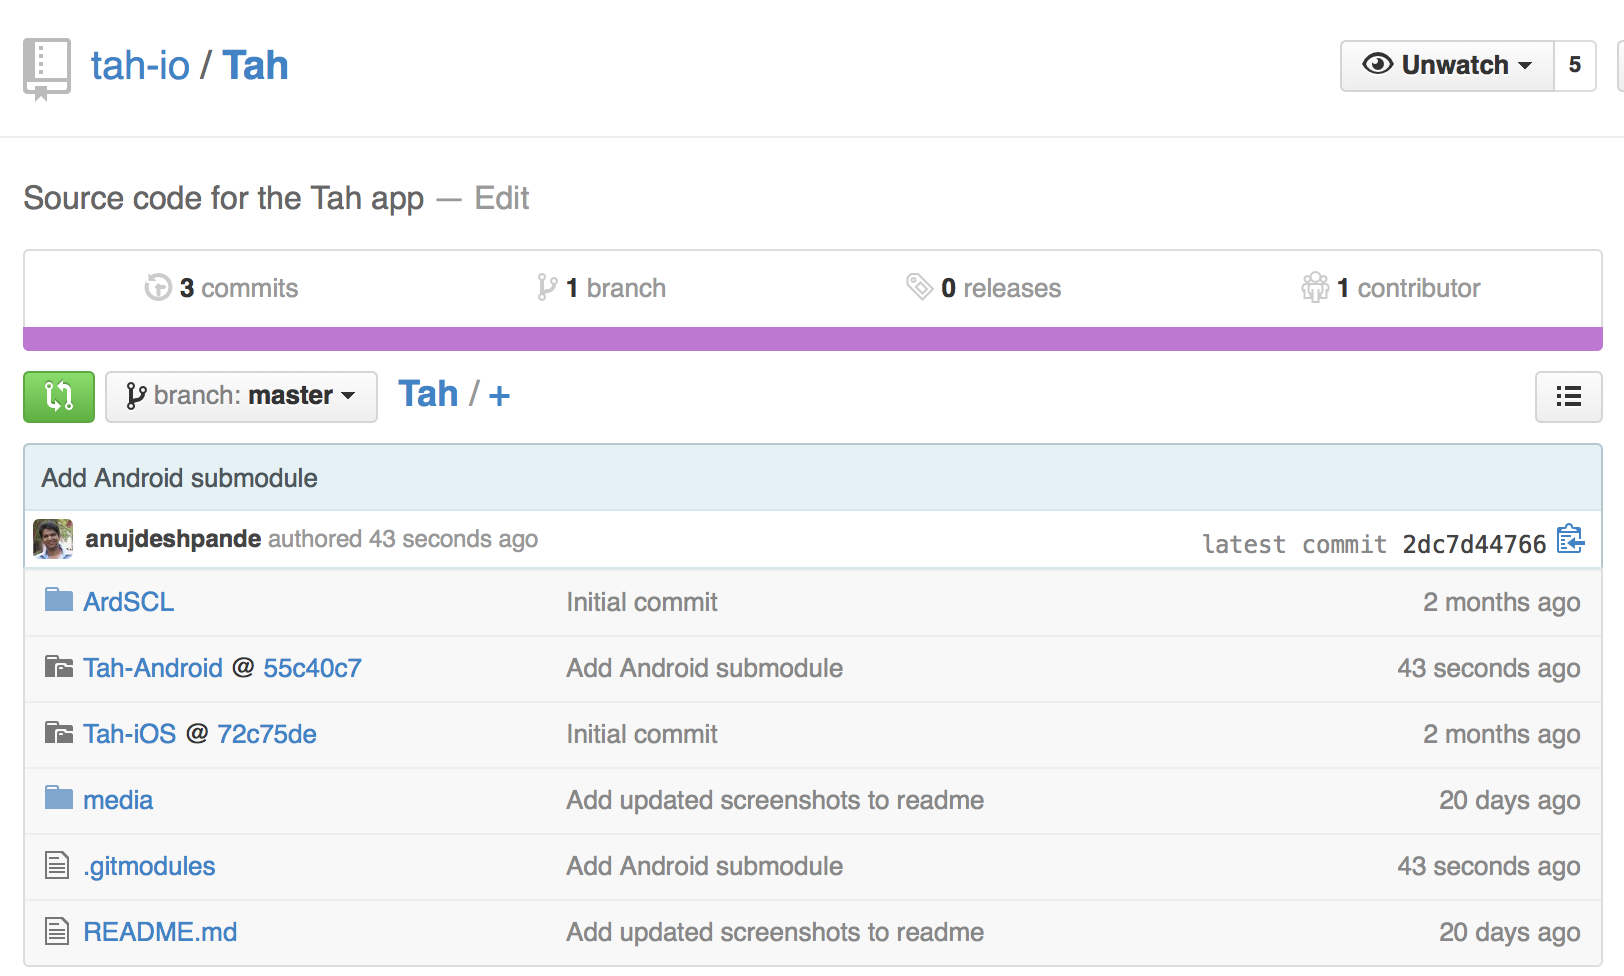 tah-io / Tah
Unwatch 5
Source code for the Tah app — Edit
3 commits 1 branch 0 releases 1 contributor
branch: master Tah / +
Add Android submodule
anujdeshpande authored 43 seconds ago latest commit 2dc7d44766
ArdSCL Initial commit 2 months ago
Tah-Android @ 55c40c7 Add Android submodule 43 seconds ago
Tah-iOS @ 72c75de Initial commit 2 months ago
media Add updated screenshots to readme 20 days ago
.gitmodules Add Android submodule 43 seconds ago
README.md Add updated screenshots to readme 20 days ago